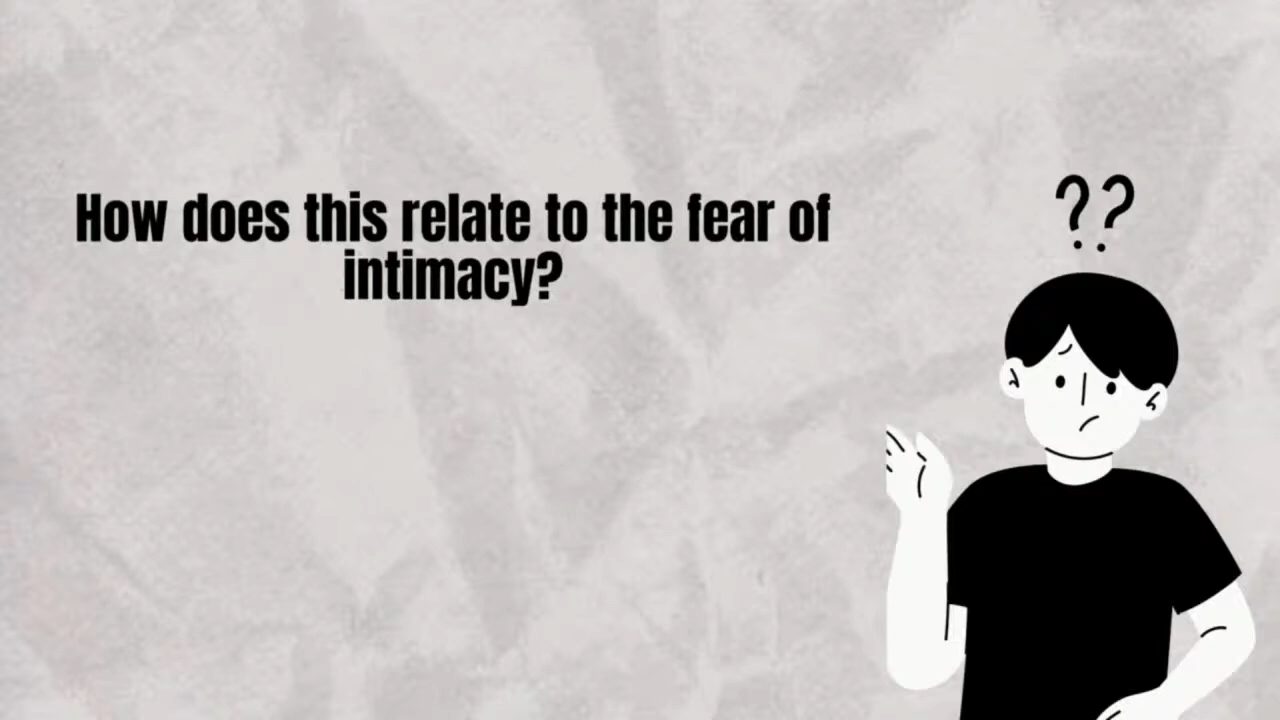 How does this relate to the fear of
intimacy?
??